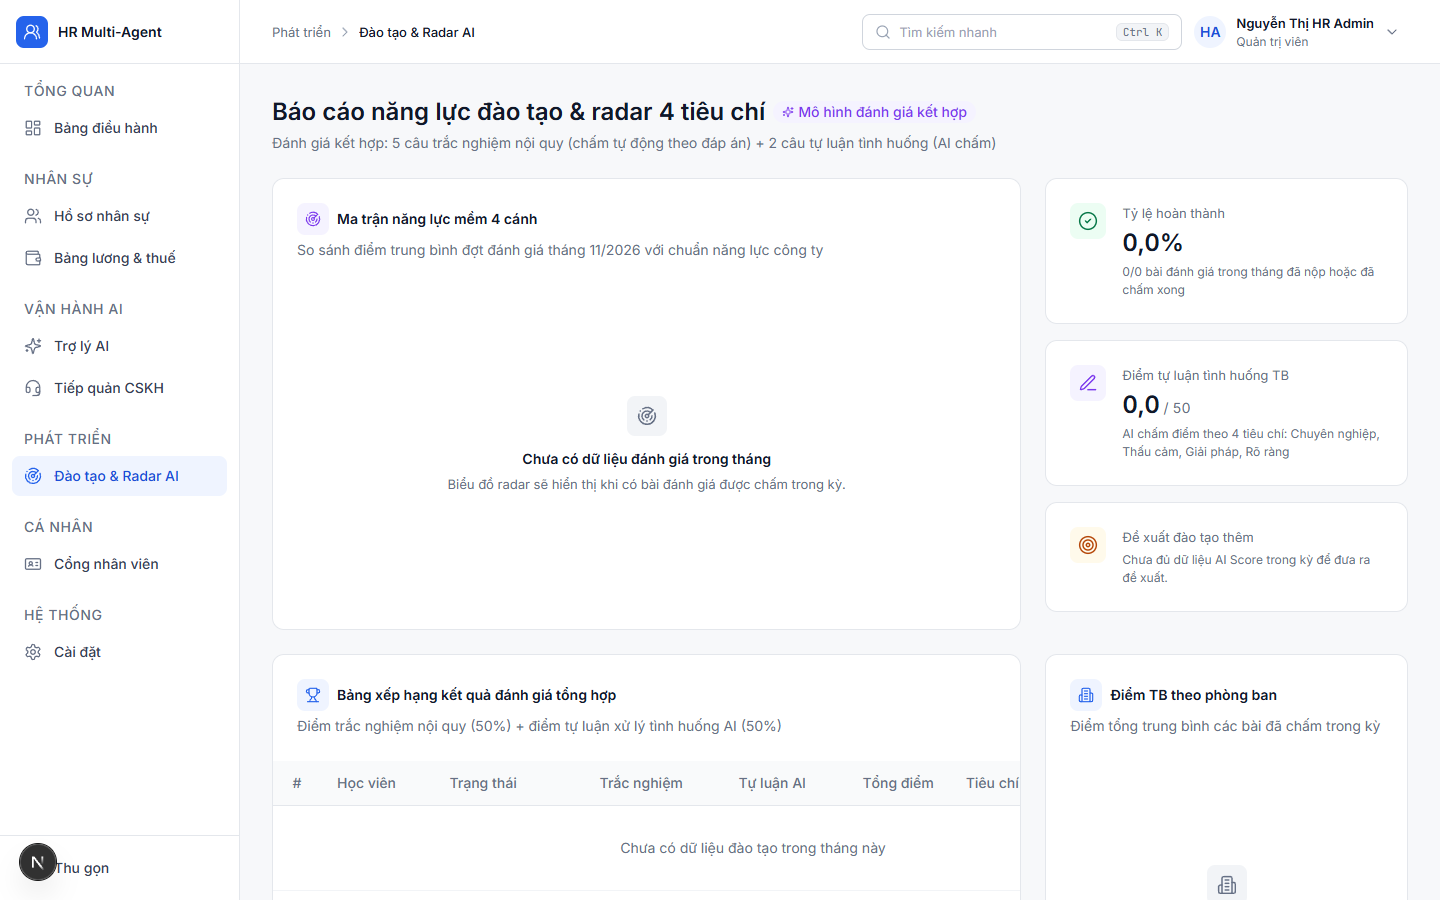 HR Multi-Agent
Phát triển > Đào tạo & Radar AI
Tìm kiếm nhanh
Ctrl K
HA
Nguyễn Thị HR Admin
Quản trị viên
TỔNG QUAN
Bảng điều hành
NHÂN SỰ
Hồ sơ nhân sự
Bảng lương & thuế
VẬN HÀNH AI
Trợ lý AI
Tiếp quản CSKH
PHÁT TRIỂN
Đào tạo & Radar AI
CÁ NHÂN
Cổng nhân viên
HỆ THỐNG
Cài đặt
N
Thu gọn
Báo cáo năng lực đào tạo & radar 4 tiêu chí
Mô hình đánh giá kết hợp
Đánh giá kết hợp: 5 câu trắc nghiệm nội quy (chấm tự động theo đáp án) + 2 câu tự luận tình huống (AI chấm)
Ma trận năng lực mềm 4 cánh
So sánh điểm trung bình đợt đánh giá tháng 11/2026 với chuẩn năng lực công ty
Chưa có dữ liệu đánh giá trong tháng
Biểu đồ radar sẽ hiển thị khi có bài đánh giá được chấm trong kỳ.
Tỷ lệ hoàn thành
0,0%
0/0 bài đánh giá trong tháng đã nộp hoặc đã
chấm xong
Điểm tự luận tình huống TB
0,0 / 50
AI chấm điểm theo 4 tiêu chí: Chuyên nghiệp,
Thấu cảm, Giải pháp, Rõ ràng
Đề xuất đào tạo thêm
Chưa đủ dữ liệu AI Score trong kỳ để đưa ra
đề xuất.
Bảng xếp hạng kết quả đánh giá tổng hợp
Điểm trắc nghiệm nội quy (50%) + điểm tự luận xử lý tình huống AI (50%)
# Học viên Trạng thái Trắc nghiệm Tự luận AI Tổng điểm Tiêu chí
Chưa có dữ liệu đào tạo trong tháng này
Điểm TB theo phòng ban
Điểm tổng trung bình các bài đã chấm trong kỳ